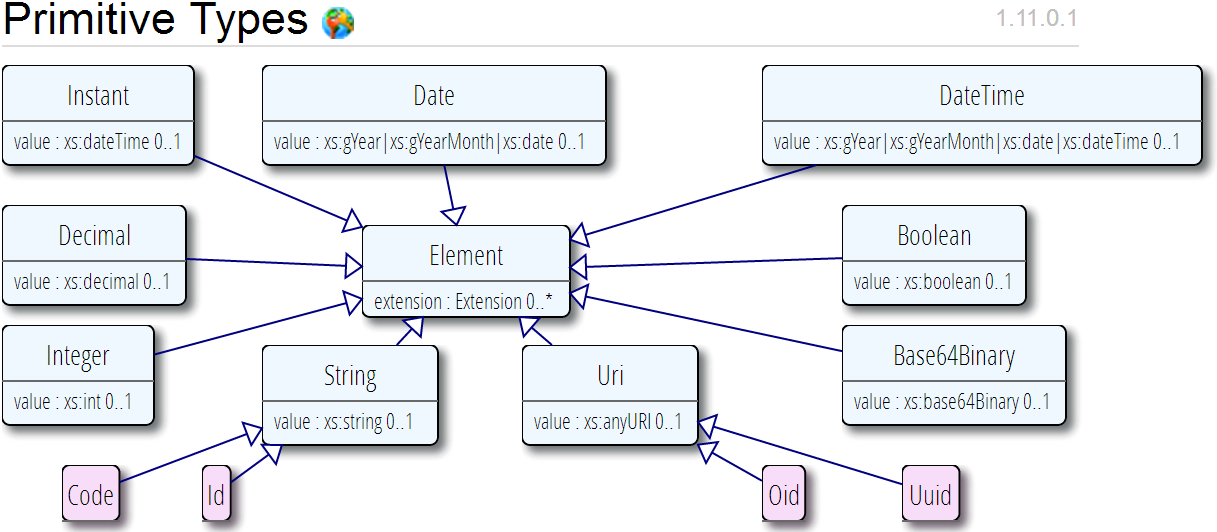 Primitive Types
1.11.0.1
Instant
value : xs:dateTime 0..1
Date
value : xs:gYear|xs:gYearMonth|xs:date 0..1
DateTime
value : xs:gYear|xs:gYearMonth|xs:date|xs:dateTime 0..1
Decimal
value : xs:decimal 0..1
Element
extension : Extension 0..*
Boolean
value : xs:boolean 0..1
Integer
value : xs:int 0..1
String
value : xs:string 0..1
Uri
value : xs:anyURI 0..1
Base64Binary
value : xs:base64Binary 0..1
Code
Id
Oid
Uuid